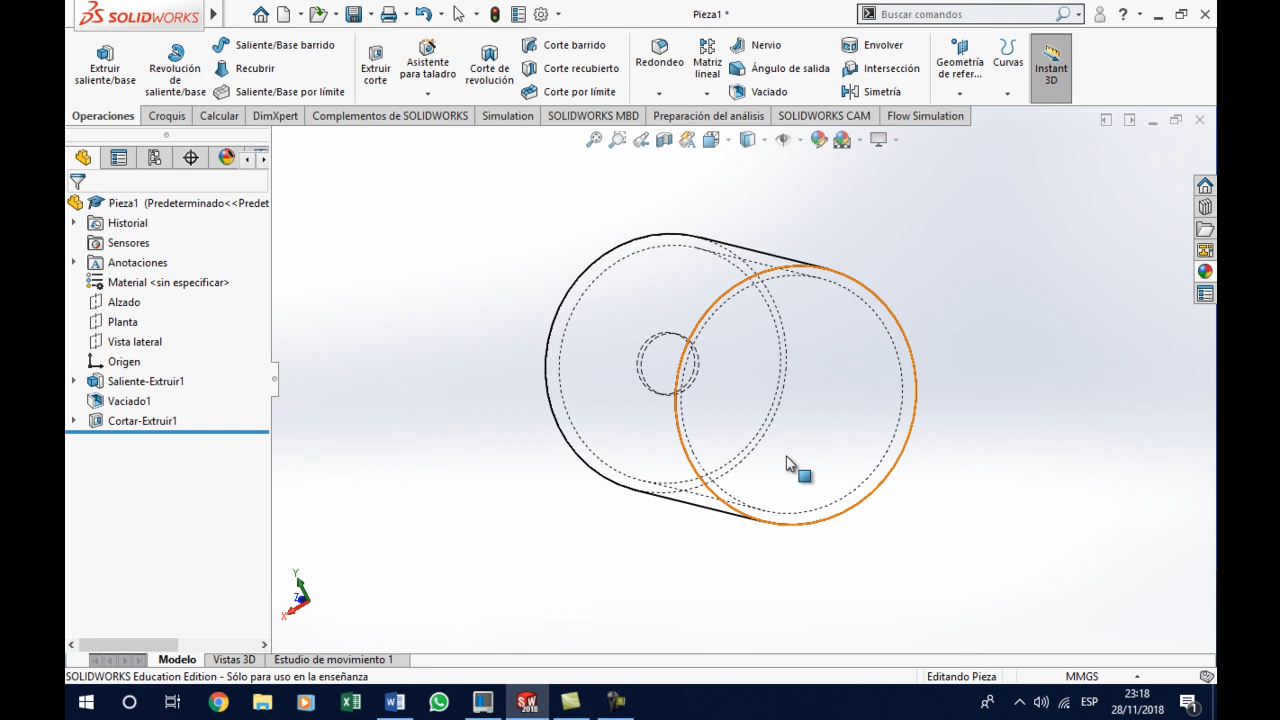 SOLIDWORKS
Pieza1 *
Buscar comandos
Extruir saliente/base
Revolución de saliente/base
Saliente/Base barrido
Recubrir
Saliente/Base por límite
Extruir corte
Asistente para taladro
Corte de revolución
Corte barrido
Corte recubierto
Corte por límite
Redondeo
Matriz lineal
Nervio
Ángulo de salida
Vaciado
Envolver
Intersección
Simetría
Geometría de refer...
Curvas
Instant 3D
Operaciones Croquis Calcular DimXpert Complementos de SOLIDWORKS Simulation SOLIDWORKS MBD Preparación del análisis SOLIDWORKS CAM Flow Simulation
Pieza1 (Predeterminado<<Predet
Historial
Sensores
Anotaciones
Material <sin especificar>
Alzado
Planta
Vista lateral
Origen
Saliente-Extruir1
Vaciado1
Cortar-Extruir1
Y
Z
X
Modelo Vistas 3D Estudio de movimiento 1
SOLIDWORKS Education Edition - Sólo para uso en la enseñanza Editando Pieza MMGS
ESP
23:18
28/11/2018
1
SW
2018